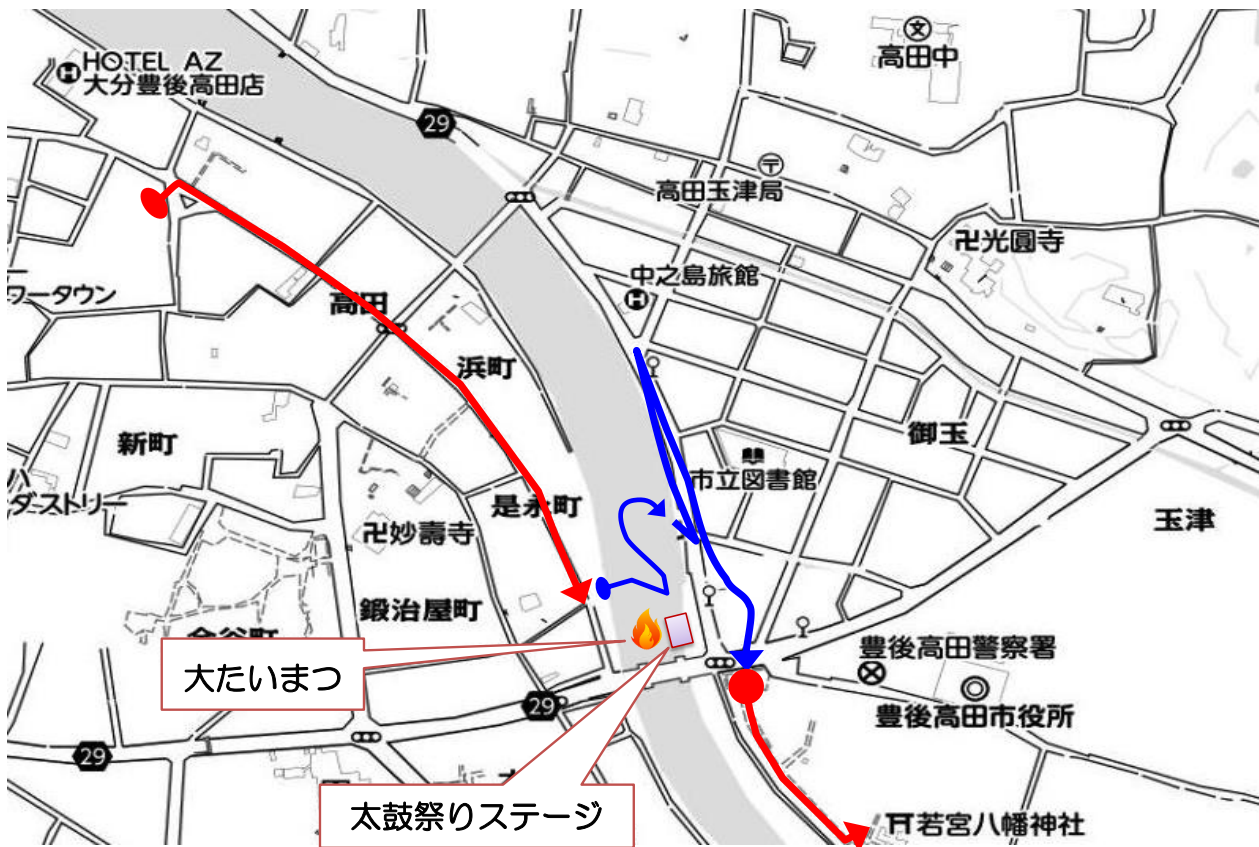 HOTEL AZ
大分豊後高田店
29
高田中
高田玉津局
卍光圓寺
中之島旅館
ータウン
高田
浜町
新町
御玉
市立図書館
ダストリー
是永町
玉津
卍妙壽寺
鍛治屋町
大たいまつ
豊後高田警察署
豊後高田市役所
29
29
太鼓祭りステージ
若宮八幡神社